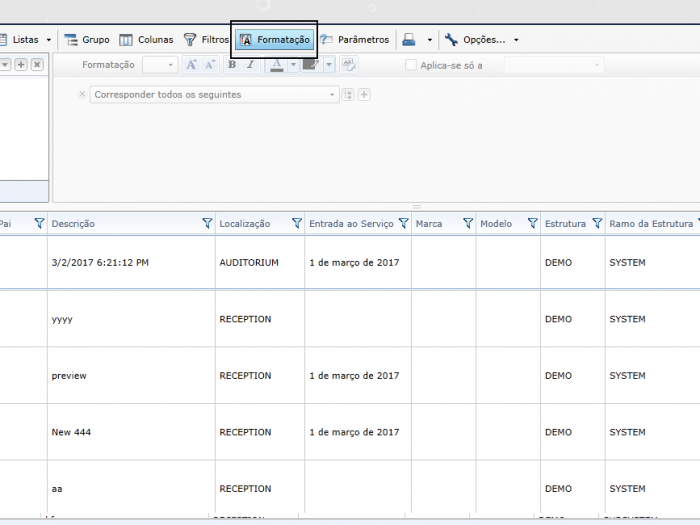 Listas Grupo Colunas Filtros Formatação Parâmetros Opções...
Formatação A A B I A Aplica-se só a
Corresponder todos os seguintes
Pai Descrição Localização Entrada ao Serviço Marca Modelo Estrutura Ramo da Estrutura
3/2/2017 6:21:12 PM AUDITORIUM 1 de março de 2017 DEMO SYSTEM
yyyy RECEPTION DEMO SYSTEM
preview RECEPTION 1 de março de 2017 DEMO SYSTEM
New 444 RECEPTION 1 de março de 2017 DEMO SYSTEM
aa RECEPTION DEMO SYSTEM